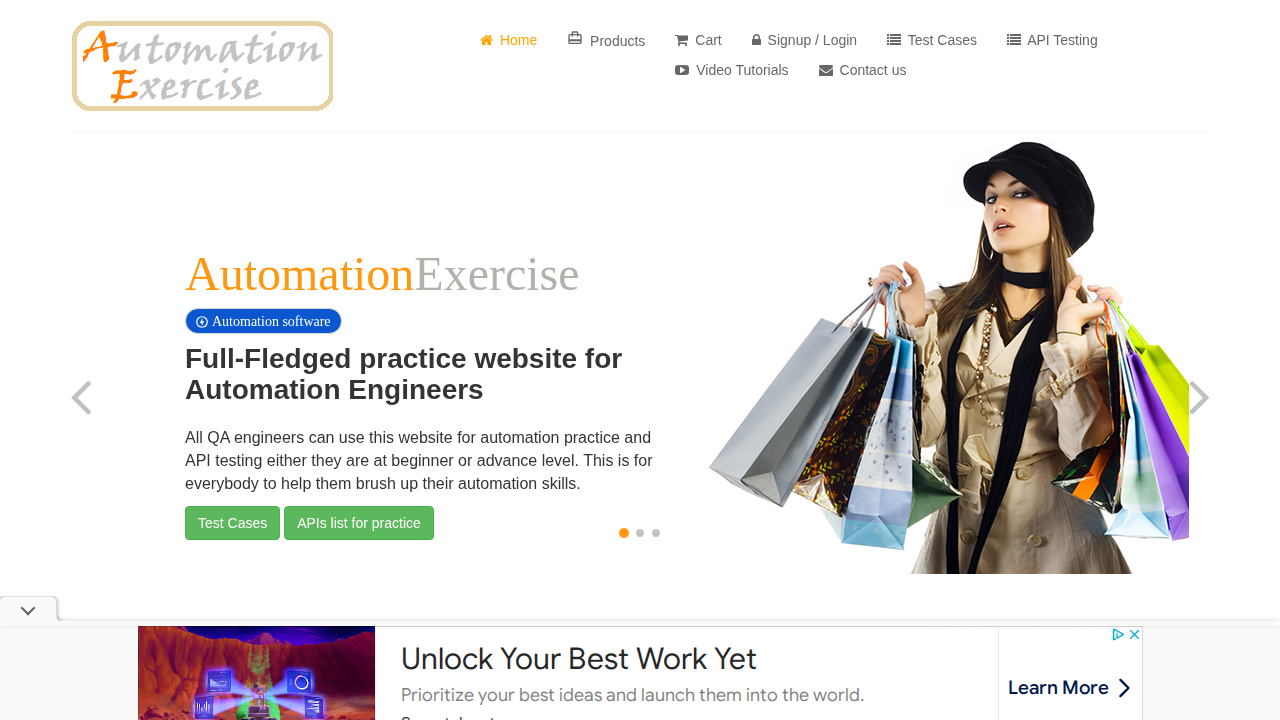 Automation
Exercise
Home
Products
Cart
Signup / Login
Test Cases
API Testing
Video Tutorials
Contact us
AutomationExercise
Automation software
Full-Fledged practice website for
Automation Engineers
All QA engineers can use this website for automation practice and
API testing either they are at beginner or advance level. This is for
everybody to help them brush up their automation skills.
Test Cases
APIs list for practice
Unlock Your Best Work Yet
Prioritize your best ideas and launch them into the world.
Learn More